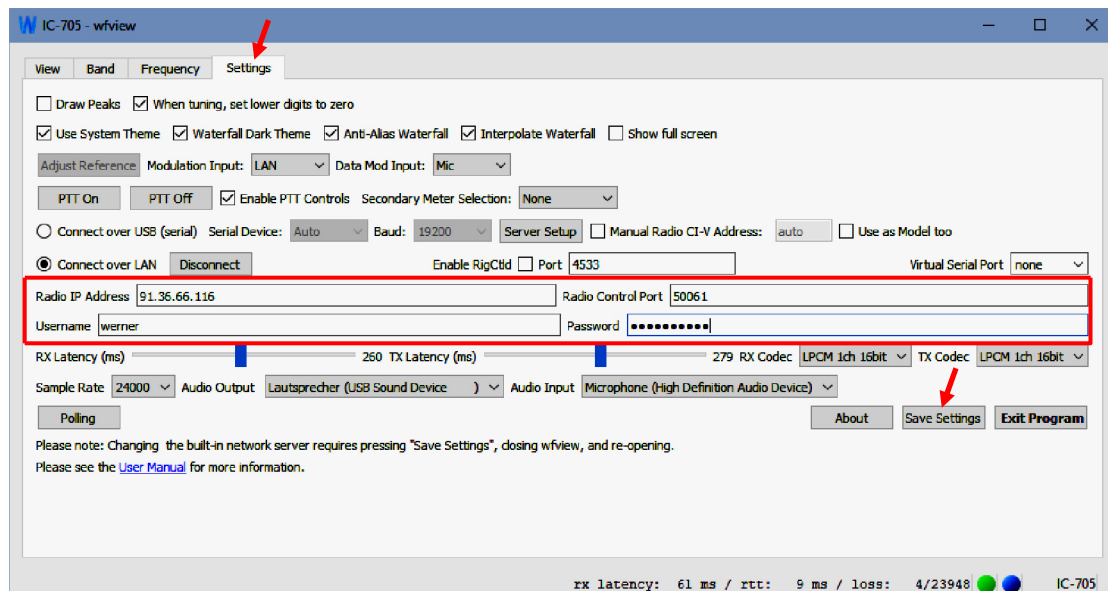 IC-705 - wfview
View Band Frequency Settings
Draw Peaks When tuning, set lower digits to zero
Use System Theme Waterfall Dark Theme Anti-Alias Waterfall Interpolate Waterfall Show full screen
Adjust Reference Modulation Input: LAN Data Mod Input: Mic
PTT On PTT Off Enable PTT Controls Secondary Meter Selection: None
Connect over USB (serial) Serial Device: Auto Baud: 19200 Server Setup Manual Radio CI-V Address: auto Use as Model too
Connect over LAN Disconnect Enable RigCtld Port 4533 Virtual Serial Port none
Radio IP Address 91.36.66.116 Radio Control Port 50061
Username werner Password ●●●●●●●●●●
RX Latency (ms) 260 TX Latency (ms) 279 RX Codec LPCM 1ch 16bit TX Codec LPCM 1ch 16bit
Sample Rate 24000 Audio Output Lautsprecher (USB Sound Device ) Audio Input Microphone (High Definition Audio Device)
Polling About Save Settings Exit Program
Please note: Changing the built-in network server requires pressing "Save Settings", closing wfview, and re-opening.
Please see the User Manual for more information.
rx latency: 61 ms / rtt: 9 ms / loss: 4/23948 IC-705